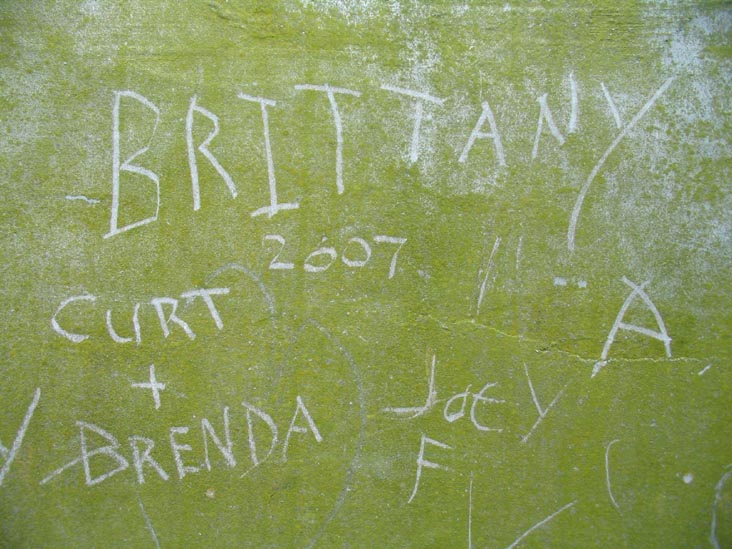 BRITTANY
2007
CURT
+
BRENDA
A
JoEY
F